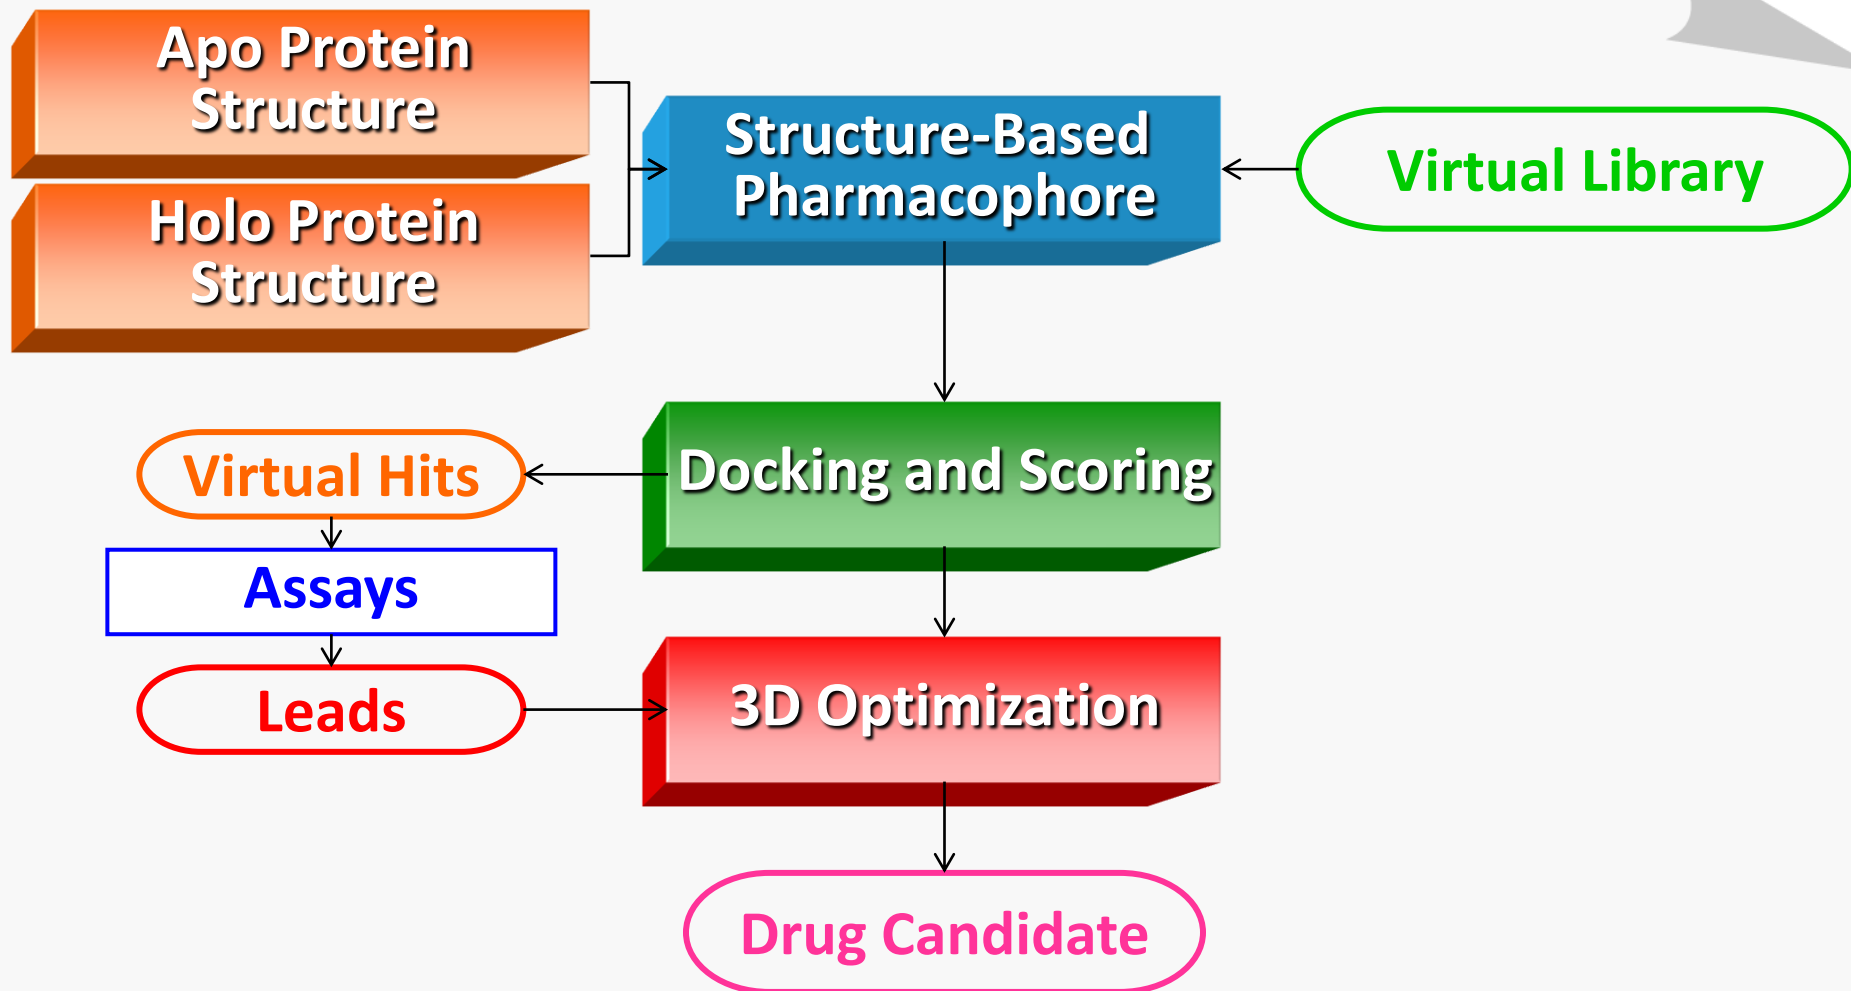 Apo Protein
Structure
Holo Protein
Structure
Structure-Based
Pharmacophore
Virtual Library
Docking and Scoring
Virtual Hits
Assays
Leads
3D Optimization
Drug Candidate